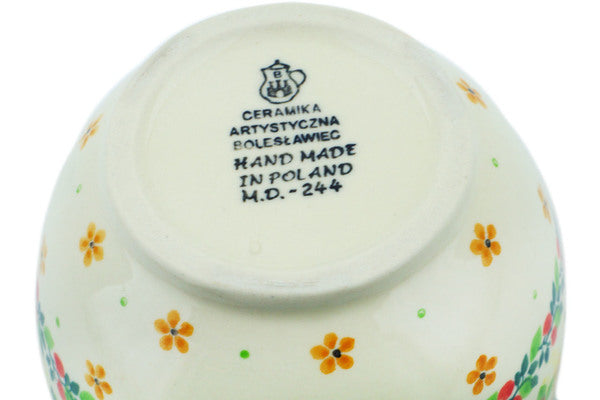 B
CERAMIKA
ARTYSTYCZNA
BOLESŁAWIEC
HAND MADE
IN POLAND
M.D. - 244